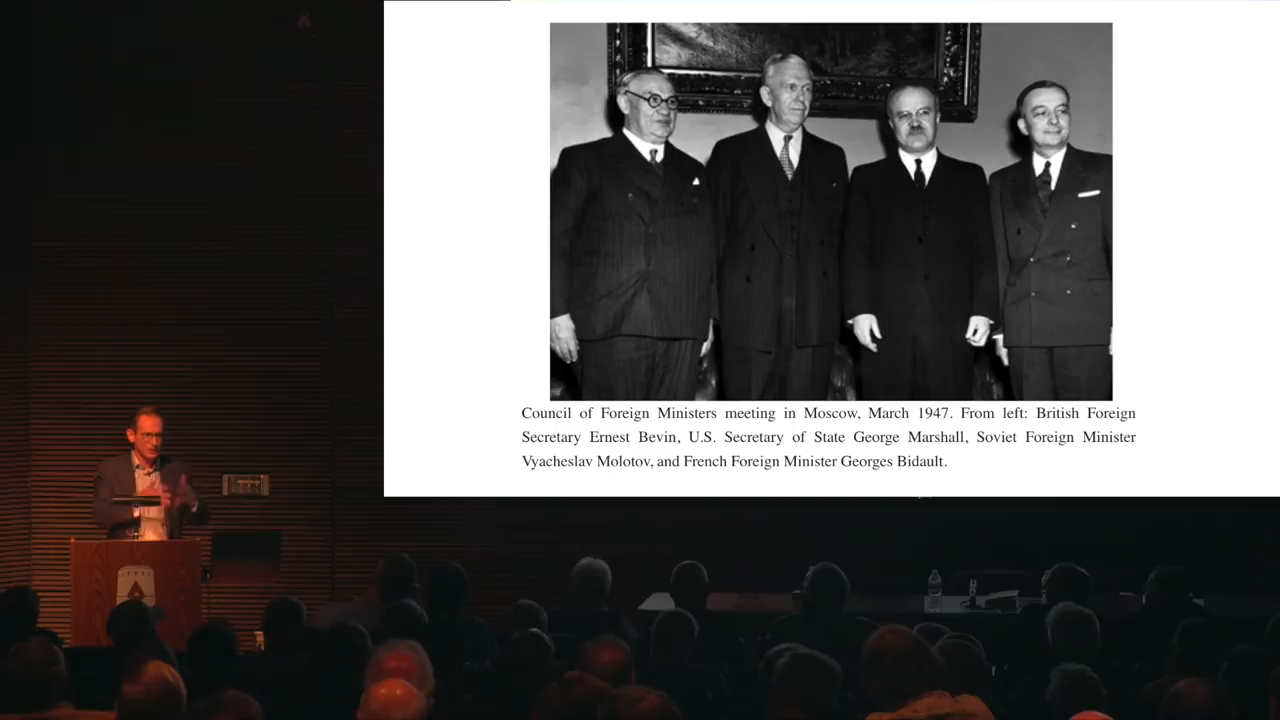 Council of Foreign Ministers meeting in Moscow, March 1947. From left: British Foreign
Secretary Ernest Bevin, U.S. Secretary of State George Marshall, Soviet Foreign Minister
Vyacheslav Molotov, and French Foreign Minister Georges Bidault.